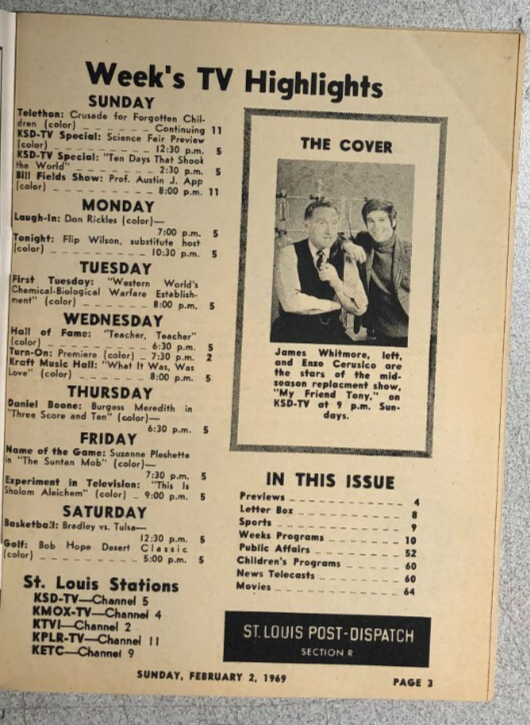 Week's TV Highlights
SUNDAY
Telethon: Crusade for Forgotten Chil-
dren (color) _ _ _ _ _ _ _ Continuing 11
KSD-TV Special: Science Fair Preview
(color) _ _ _ _ _ _ _ 12:30 p.m. 5
KSD-TV Special: "Ten Days That Shook
the World" _ _ _ _ _ _ 2:30 p.m. 5
Bill Fields Show: Prof. Austin J. App
(color) _ _ _ _ _ _ _ 8:00 p.m. 11
MONDAY
Laugh-In: Don Rickles (color)—
7:00 p.m. 5
Tonight: Flip Wilson, substitute host
(color) _ _ _ _ _ _ _ 10:30 p.m. 5
TUESDAY
First Tuesday: "Western World's
Chemical-Biological Warfare Establish-
ment" (color) _ _ _ _ _ 8:00 p.m. 5
WEDNESDAY
Hall of Fame: "Teacher, Teacher"
(color) _ _ _ _ _ _ _ 6:30 p.m. 5
Turn-On: Premiere (color) _ 7:30 p.m. 2
Kraft Music Hall: "What It Was, Was
Love" (color) _ _ _ _ _ 8:00 p.m. 5
THURSDAY
Daniel Boone: Burgess Meredith in
"Three Score and Ten" (color)—
6:30 p.m. 5
FRIDAY
Name of the Game: Suzanne Pleshette
in "The Suntan Mob" (color)—
7:30 p.m. 5
Experiment in Television: "This Is
Sholom Aleichem" (color) _ 9:00 p.m. 5
SATURDAY
Basketball: Bradley vs. Tulsa—
12:30 p.m. 5
Golf: Bob Hope Desert Classic
(color) _ _ _ _ _ _ _ 5:00 p.m. 5
St. Louis Stations
KSD-TV—Channel 5
KMOX-TV—Channel 4
KTVI—Channel 2
KPLR-TV—Channel 11
KETC—Channel 9
THE COVER
James Whitmore, left,
and Enzo Cerusico are
the stars of the mid-
season replacment show,
"My Friend Tony," on
KSD-TV at 9 p.m. Sun-
days.
IN THIS ISSUE
Previews _ _ _ _ _ _ _ 4
Letter Box _ _ _ _ _ _ _ 8
Sports _ _ _ _ _ _ _ 9
Weeks Programs _ _ _ _ _ _ 10
Public Affairs _ _ _ _ _ _ 52
Children's Programs _ _ _ _ _ 60
News Telecasts _ _ _ _ _ _ 60
Movies _ _ _ _ _ _ _ 64
ST. LOUIS POST-DISPATCH
SECTION R
SUNDAY, FEBRUARY 2, 1969 PAGE 3